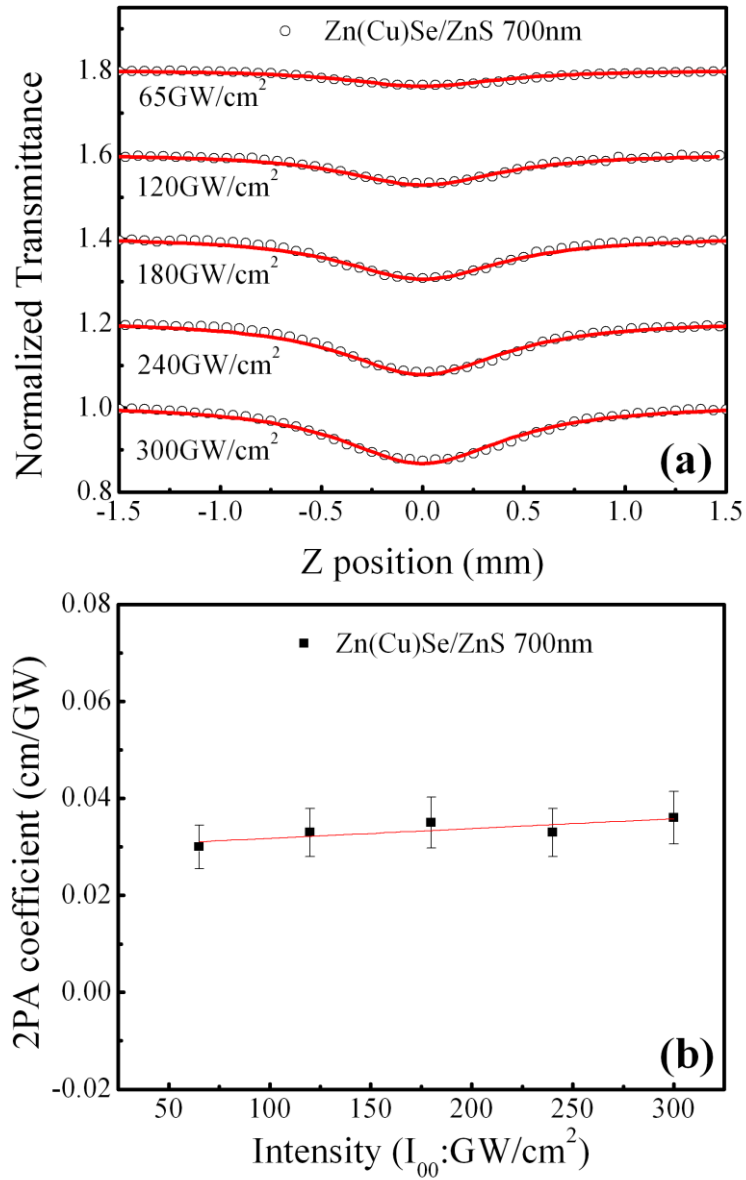 Zn(Cu)Se/ZnS 700nm
Normalized Transmittance
1.8
1.6
1.4
1.2
1.0
0.8
65GW/cm²
120GW/cm²
180GW/cm²
240GW/cm²
300GW/cm²
(a)
-1.5 -1.0 -0.5 0.0 0.5 1.0 1.5
Z position (mm)
Zn(Cu)Se/ZnS 700nm
2PA coefficient (cm/GW)
0.08
0.06
0.04
0.02
0.00
-0.02
(b)
50 100 150 200 250 300
Intensity (I₀₀:GW/cm²)